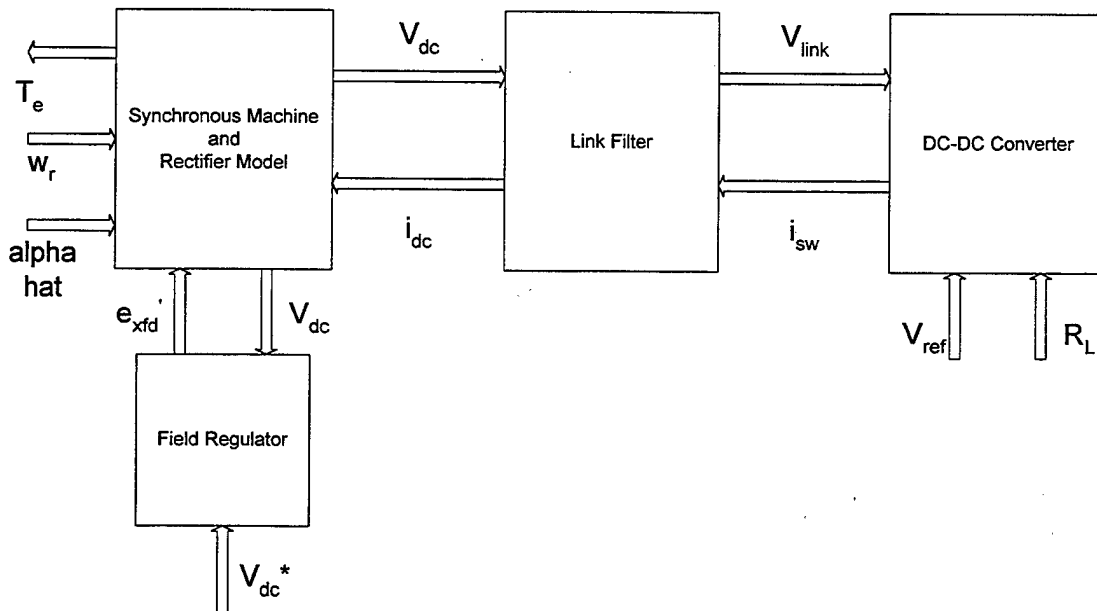 V_dc
V_link
T_e
Synchronous Machine
and
Rectifier Model
Link Filter
DC-DC Converter
w_r
alpha
hat
i_dc
i_sw
e_xfd'
V_dc
V_ref
R_L
Field Regulator
V_dc*